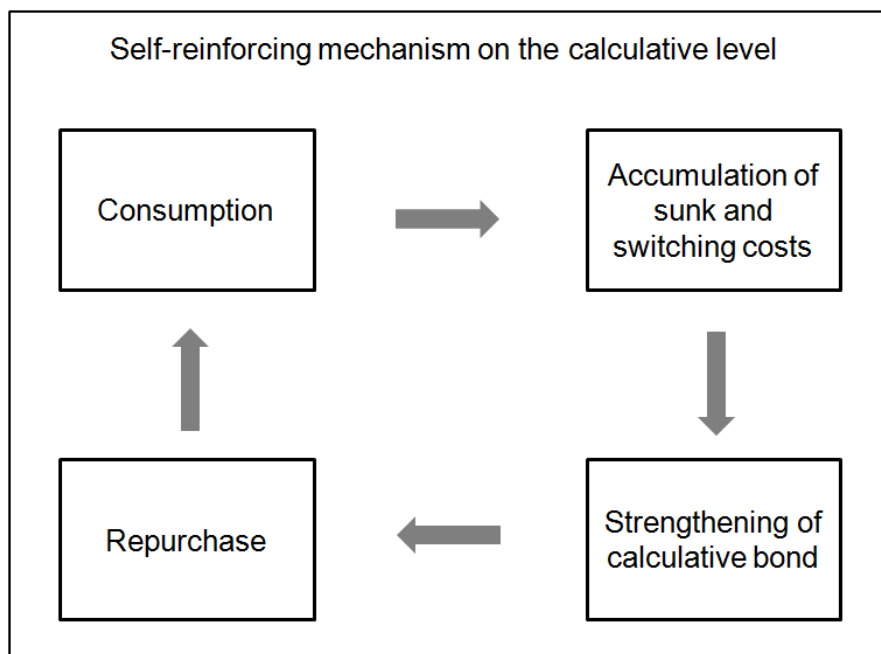 Self-reinforcing mechanism on the calculative level
Consumption
Accumulation of
sunk and
switching costs
Repurchase
Strengthening of
calculative bond